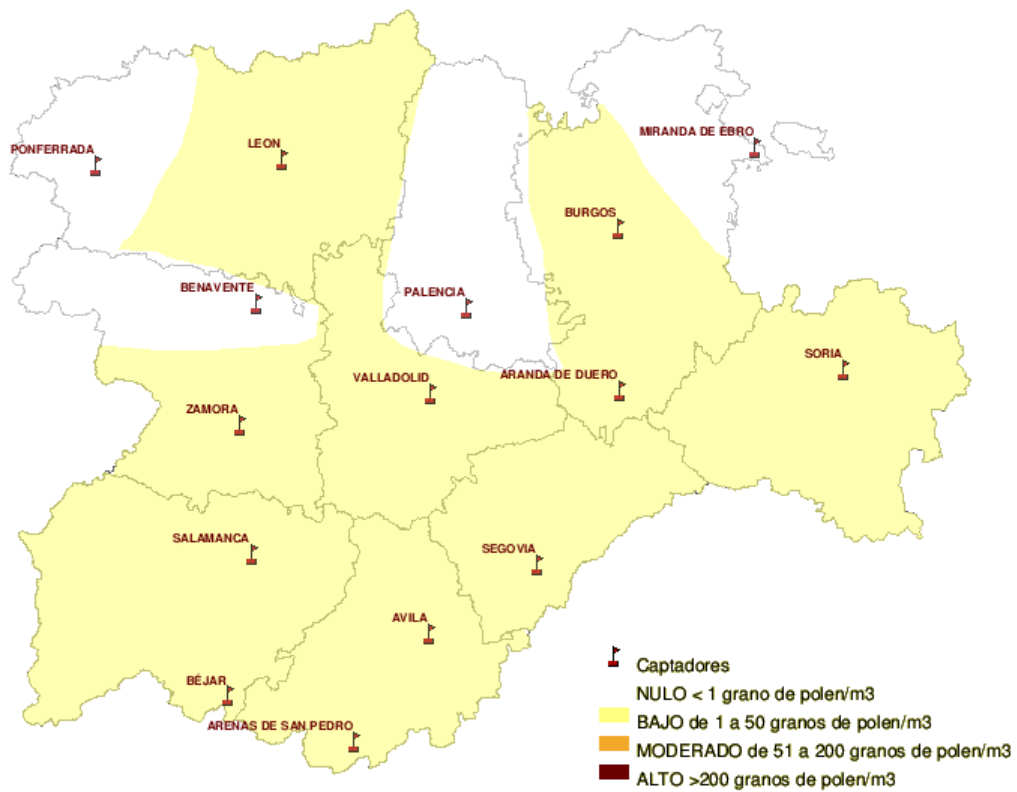 MIRANDA DE EBRO
PONFERRADA
LEON
BURGOS
BENAVENTE
PALENCIA
SORIA
VALLADOLID
ARANDA DE DUERO
ZAMORA
SALAMANCA
SEGOVIA
AVILA
BÉJAR
ARENAS DE SAN PEDRO
Captadores
NULO < 1 grano de polen/m3
BAJO de 1 a 50 granos de polen/m3
MODERADO de 51 a 200 granos de polen/m3
ALTO >200 granos de polen/m3